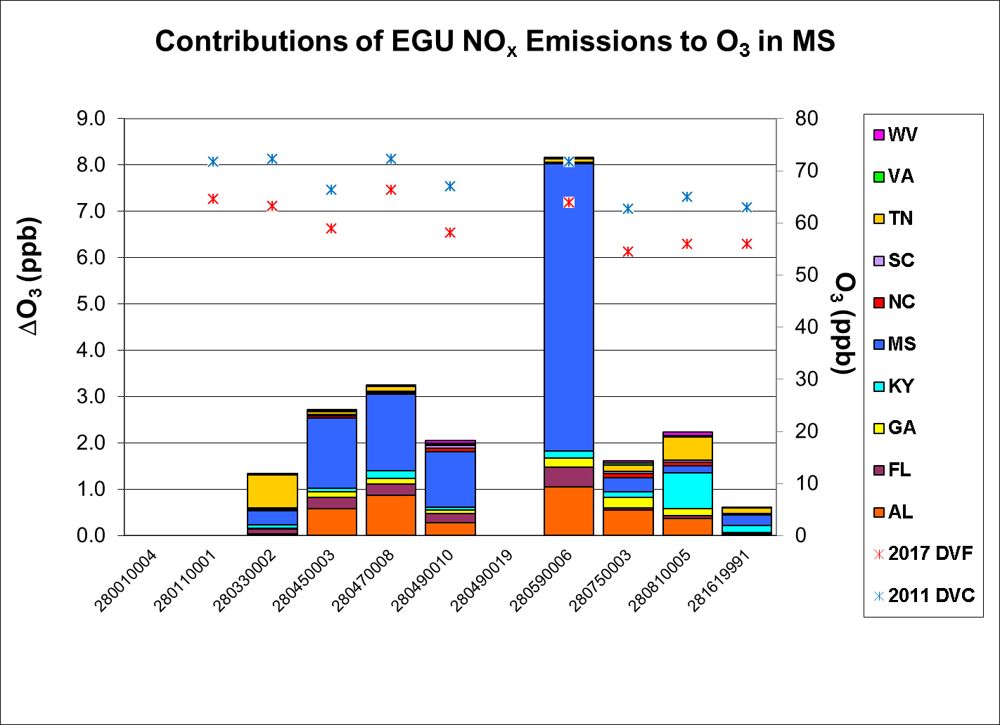 Contributions of EGU NOx Emissions to O3 in MS
9.0
8.0
7.0
6.0
5.0
4.0
3.0
2.0
1.0
0.0
ΔO3 (ppb)
80
70
60
50
40
30
20
10
0
O3 (ppb)
280010004
280110001
280330002
280450003
280470008
280490010
280490019
280590006
280750003
280810005
281619991
WV
VA
TN
SC
NC
MS
KY
GA
FL
AL
2017 DVF
2011 DVC